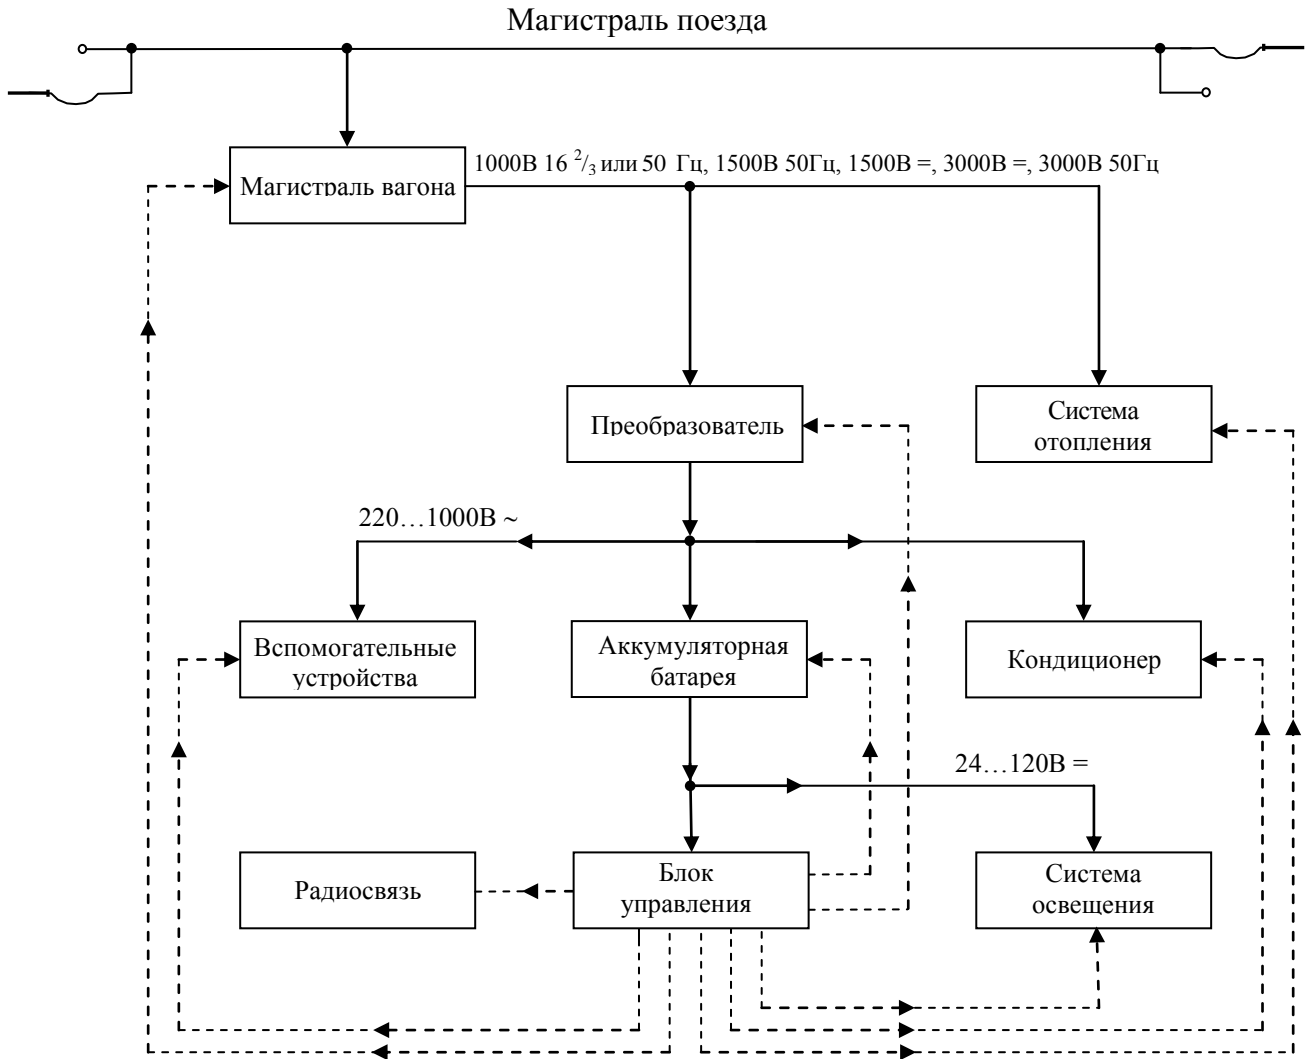 Магистраль поезда
1000В 16 2/3 или 50 Гц, 1500В 50Гц, 1500В =, 3000В =, 3000В 50Гц
Магистраль вагона
Преобразователь
Система
отопления
220…1000В ~
Вспомогательные
устройства
Аккумуляторная
батарея
Кондиционер
24…120В =
Радиосвязь
Блок
управления
Система
освещения